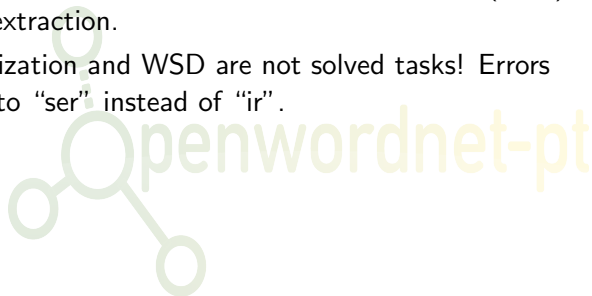 extraction.
ization and WSD are not solved tasks! Errors
to “ser” instead of “ir”.
penwordnet-pt